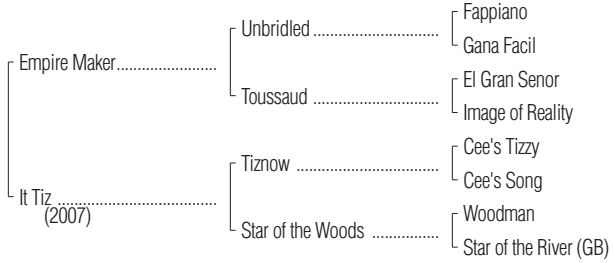 Fappiano
Unbridled
Gana Facil
Empire Maker
El Gran Senor
Toussaud
Image of Reality
Cee's Tizzy
Tiznow
Cee's Song
It Tiz
(2007)
Woodman
Star of the Woods
Star of the River (GB)